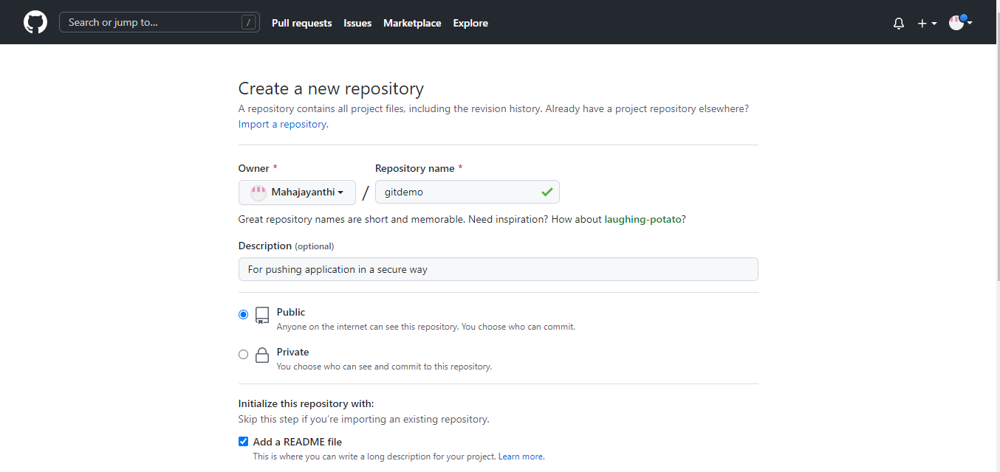 Search or jump to... / Pull requests Issues Marketplace Explore
Create a new repository
A repository contains all project files, including the revision history. Already have a project repository elsewhere?
Import a repository.
Owner * Repository name *
Mahajayanthi / gitdemo
Great repository names are short and memorable. Need inspiration? How about laughing-potato?
Description (optional)
For pushing application in a secure way
Public
Anyone on the internet can see this repository. You choose who can commit.
Private
You choose who can see and commit to this repository.
Initialize this repository with:
Skip this step if you're importing an existing repository.
Add a README file
This is where you can write a long description for your project. Learn more.